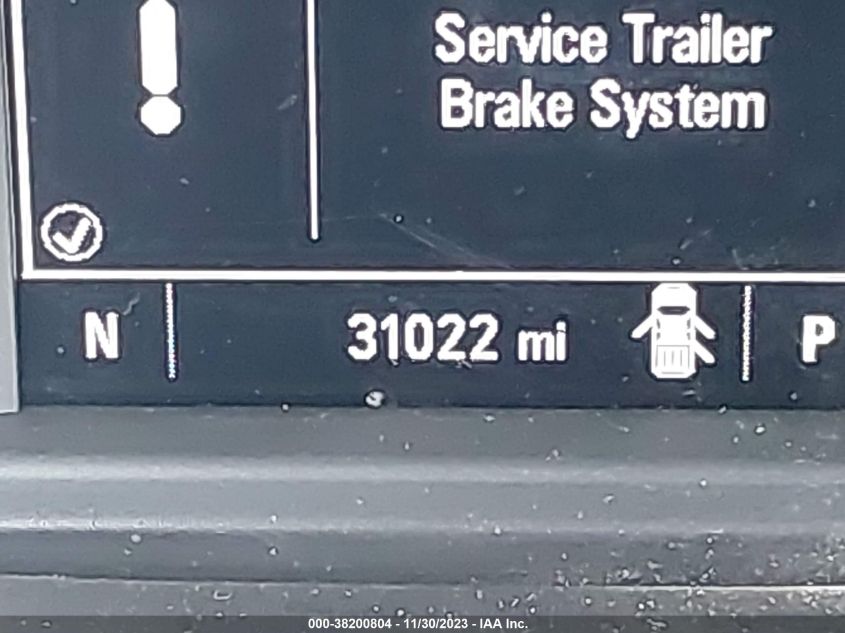 Service Trailer
Brake System
N 31022 mi P
000-38200804 - 11/30/2023 - IAA Inc.